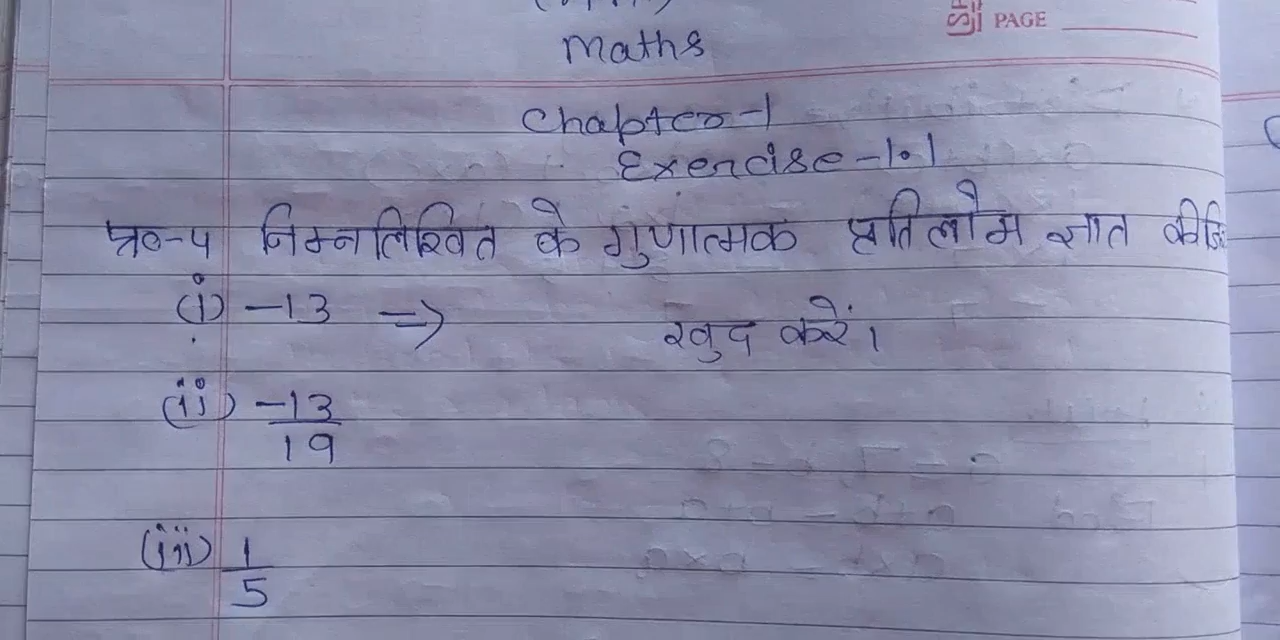 PAGE
Maths
Chapter-1
Exercise-1.1
प्र०-4 निम्नलिखित के गुणात्मक प्रतिलोम ज्ञात
(i) -13 => खुद करें।
(ii) -13/19
(iii) 1/5